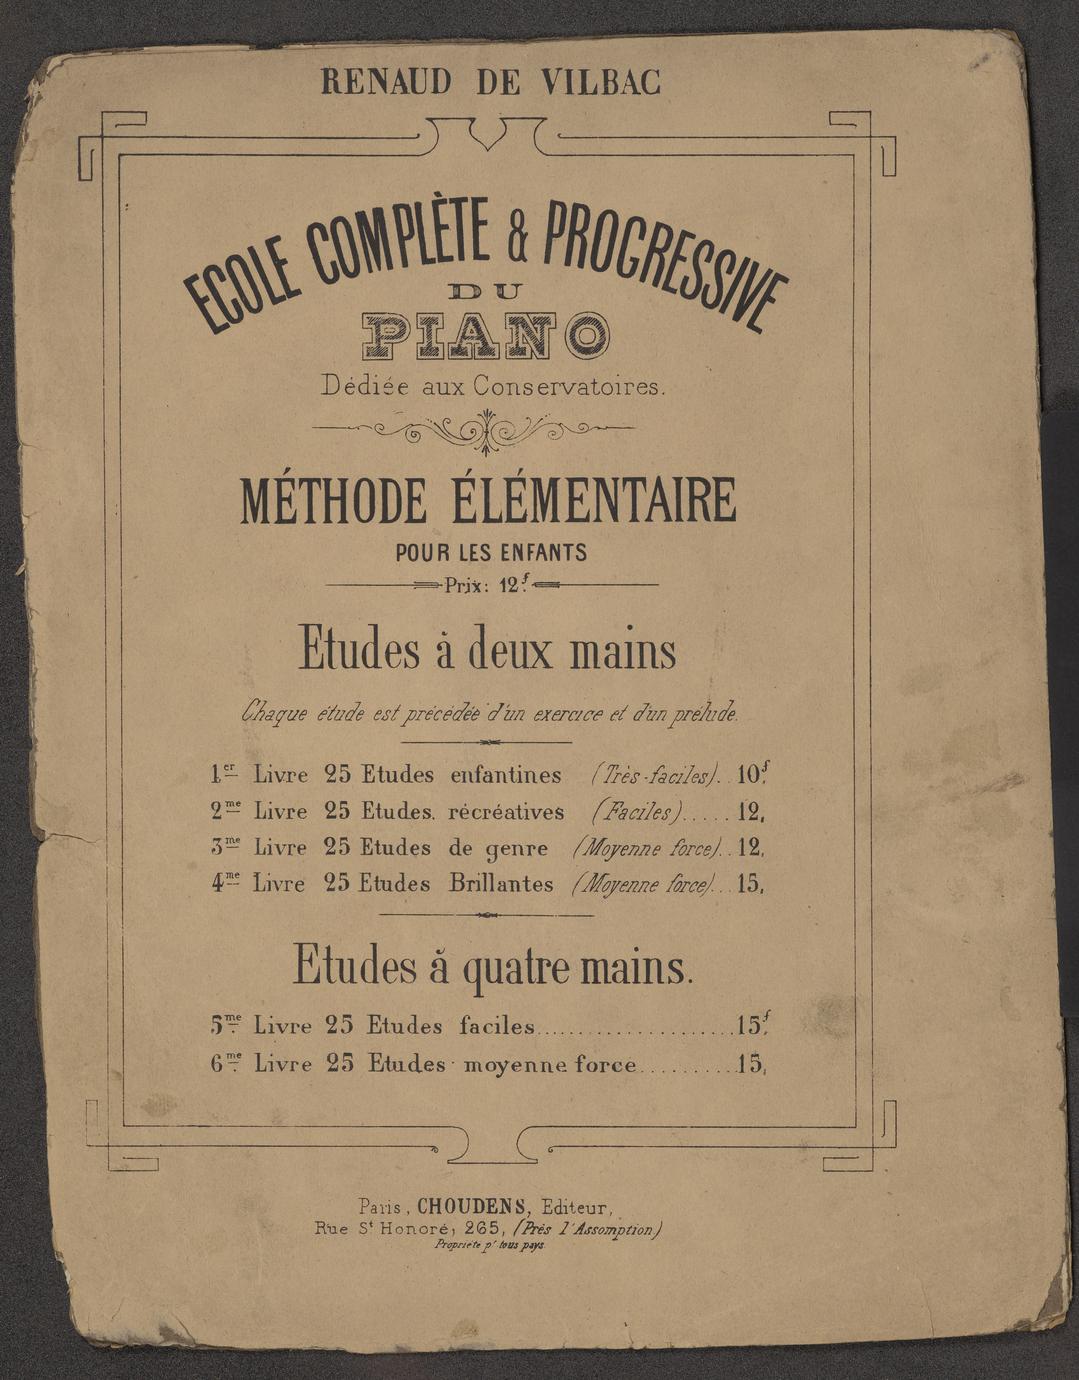 RENAUD DE VILBAC
ECOLE COMPLÈTE & PROGRESSIVE
DU
PIANO
Dédiée aux Conservatoires.
MÉTHODE ÉLÉMENTAIRE
POUR LES ENFANTS
Prix: 12.f
Etudes à deux mains
Chaque étude est précédée d'un exercice et d'un prélude.
1er Livre 25 Etudes enfantines (Très-faciles). . 10.f
2me Livre 25 Etudes. récréatives (Faciles)..... 12,
3me Livre 25 Etudes de genre (Moyenne force). . 12,
4me Livre 25 Etudes Brillantes (Moyenne force)... 15,
Etudes à quatre mains.
5me Livre 25 Etudes faciles.....................15.f
6me Livre 25 Etudes moyenne force..........15,
Paris, CHOUDENS, Editeur,
Rue St Honoré, 265, (Près l'Assomption)
Propriété pr tous pays.